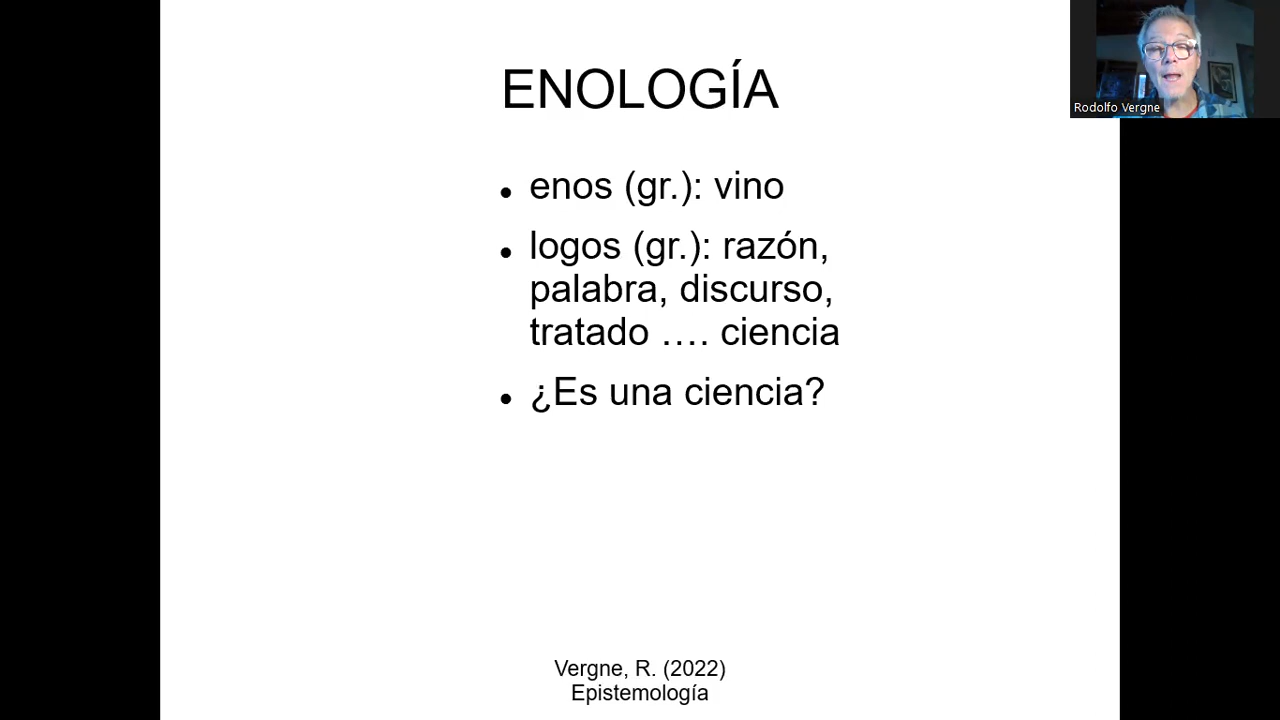 ENOLOGÍA
Rodolfo Vergne
• enos (gr.): vino
• logos (gr.): razón,
palabra, discurso,
tratado .... ciencia
• ¿Es una ciencia?
Vergne, R. (2022)
Epistemología